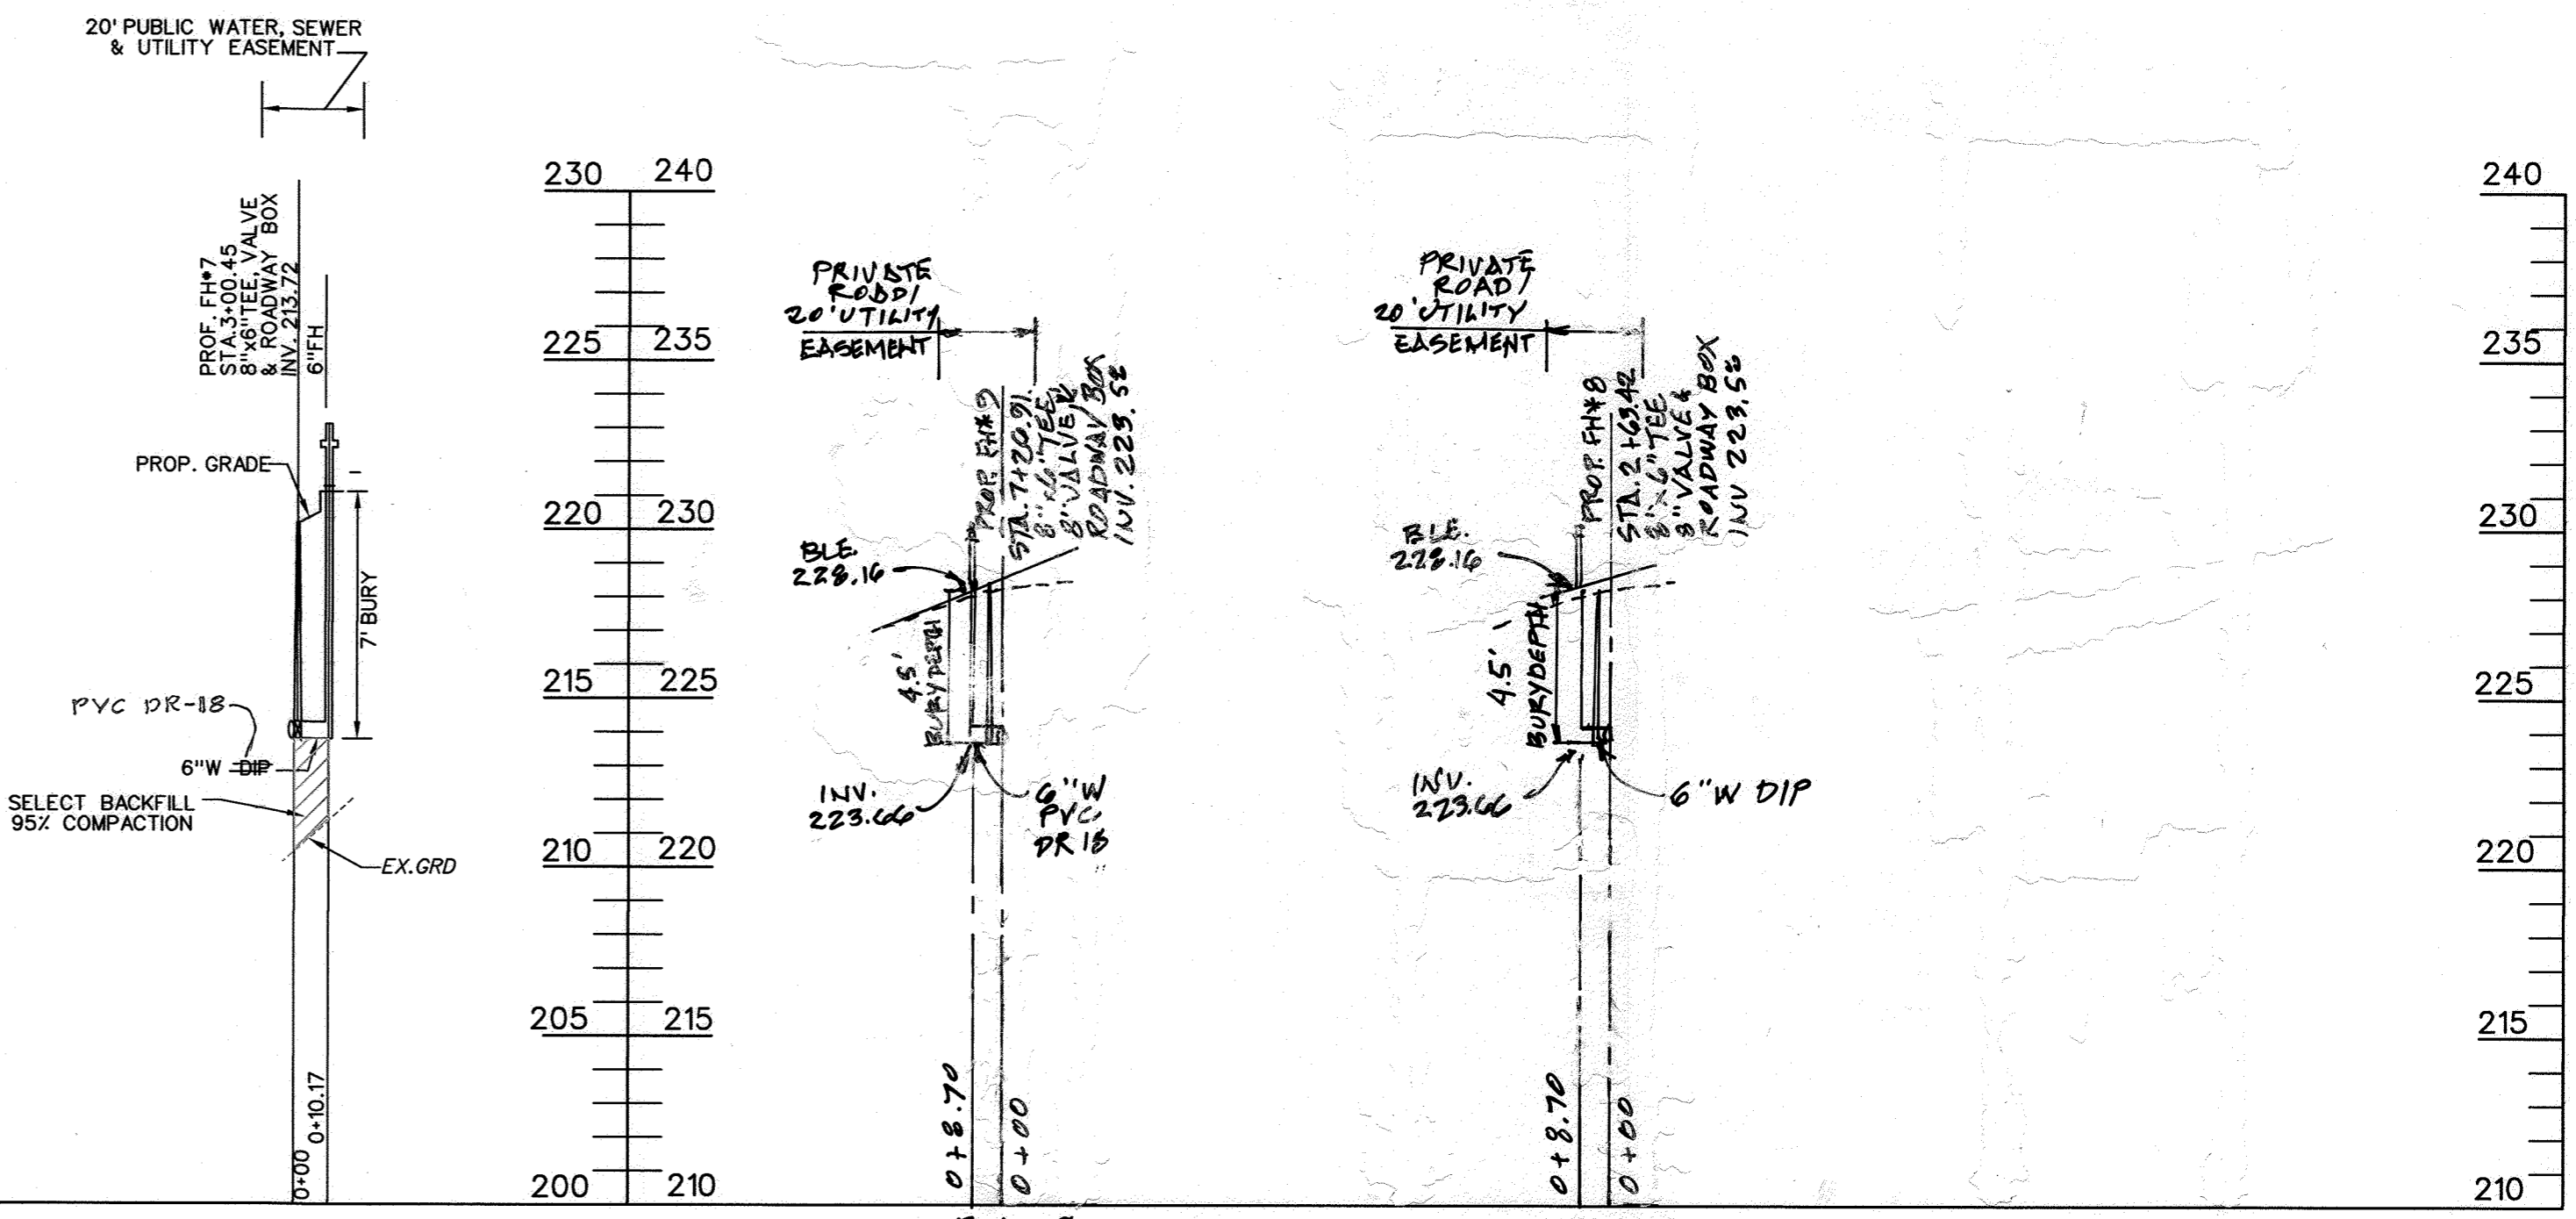 20' PUBLIC WATER, SEWER
& UTILITY EASEMENT
PROF. FH#7
STA.3+00.45
8"x6"TEE, VALVE
& ROADWAY BOX
INV. 213.72
6"FH
PROP. GRADE
7' BURY
PVC DR-18
6"W DIP
SELECT BACKFILL
95% COMPACTION
EX.GRD
0+00
0+10.17
230 240
225 235
220 230
215 225
210 220
205 215
200 210
PRIVATE
ROAD/
20' UTILITY
EASEMENT
PROP. FH#9
STA. 7+20.91
8"x6" TEE
8" VALVE &
ROADWAY BOX
INV. 223.58
BLE.
228.16
4.5'
BURY DEPTH
INV.
223.66
6"W
PVC
DR 18
0+8.70
0+00
PRIVATE
ROAD/
20' UTILITY
EASEMENT
PROP. FH#8
STA. 2+63.42
8"x6" TEE
8" VALVE &
ROADWAY BOX
INV 223.58
BLE.
228.16
4.5'
BURY DEPTH
INV.
223.66
6"W DIP
0+8.70
0+00
240
235
230
225
220
215
210